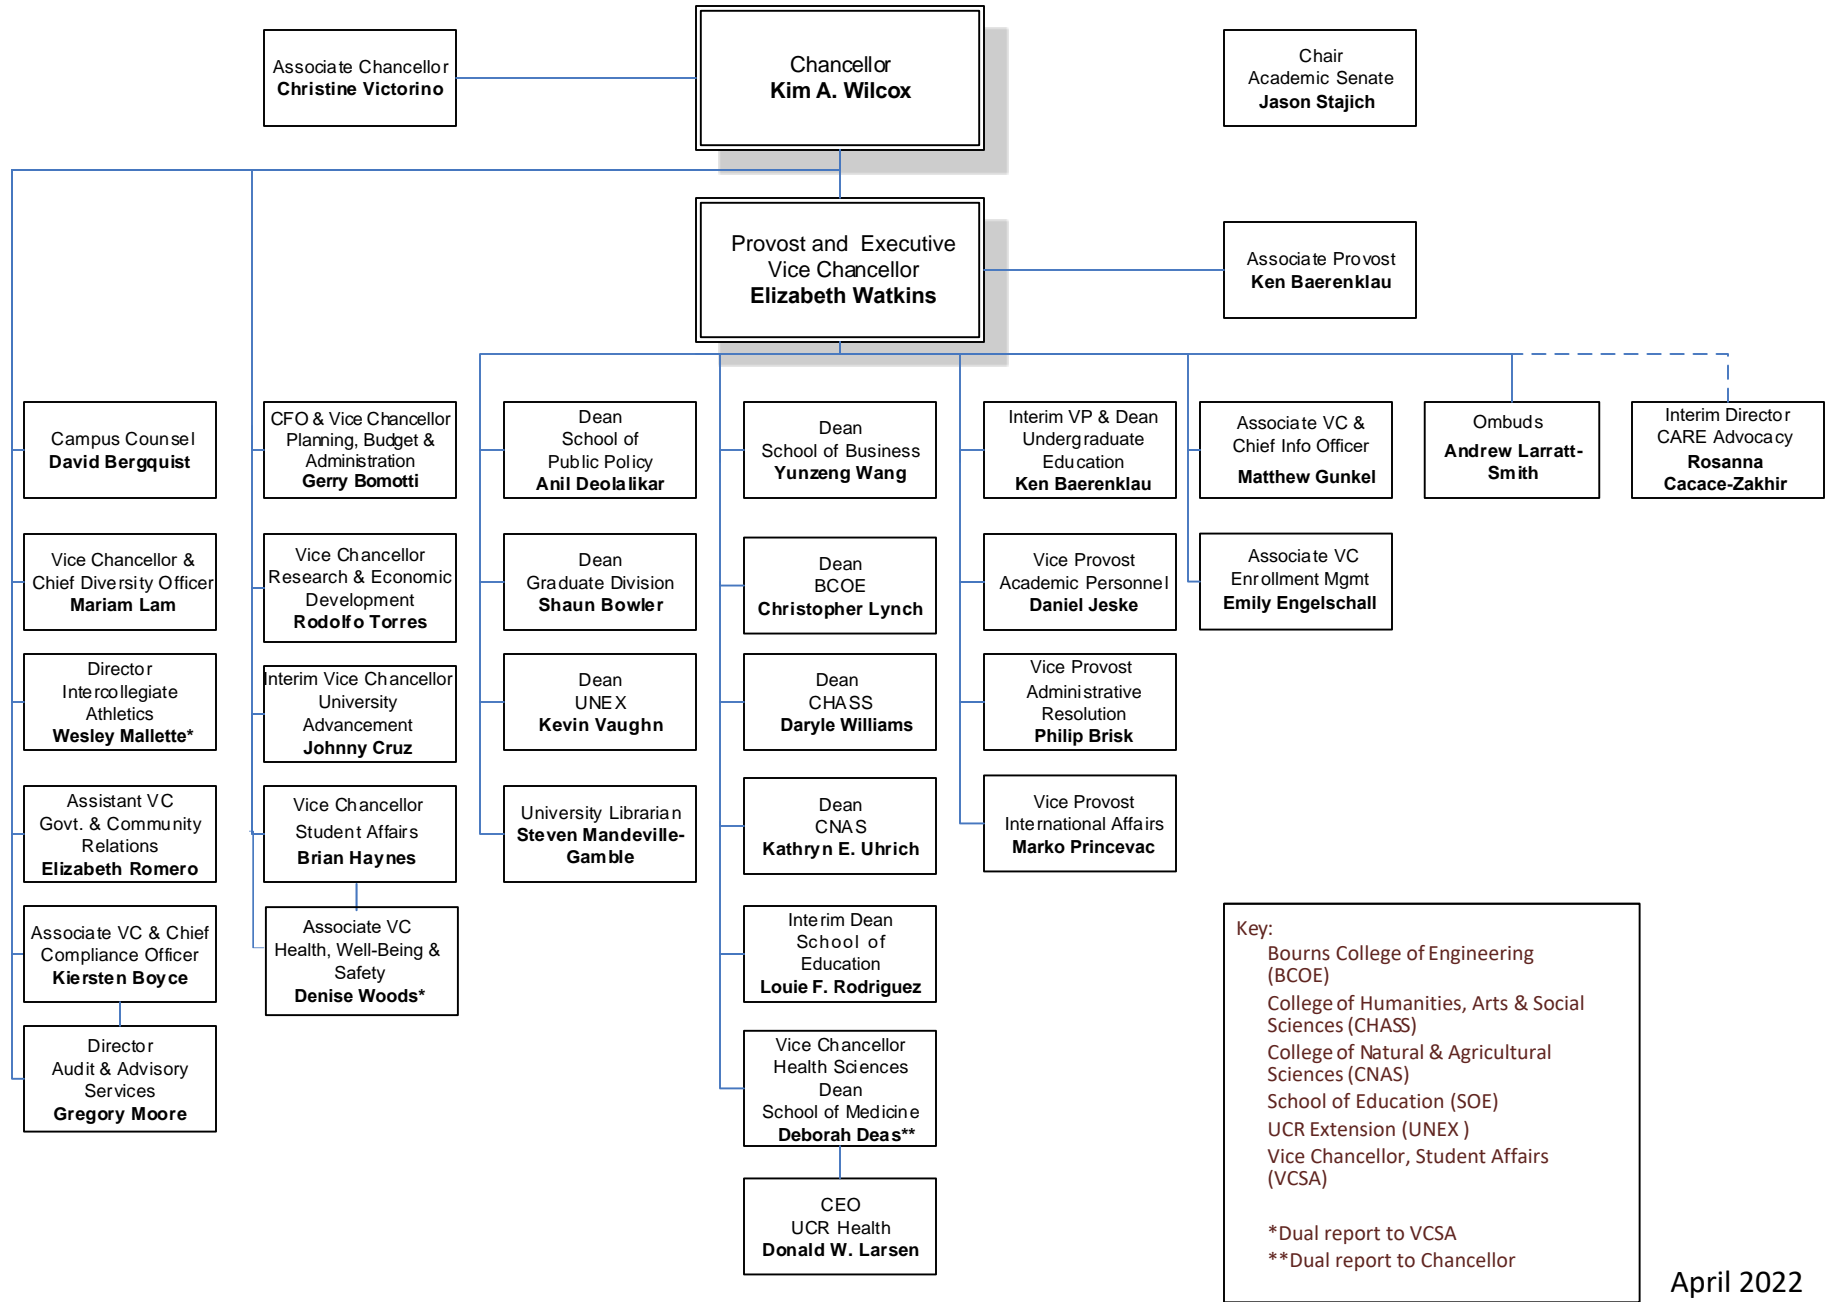 Associate Chancellor
Christine Victorino
Chancellor
Kim A. Wilcox
Chair
Academic Senate
Jason Stajich
Provost and Executive
Vice Chancellor
Elizabeth Watkins
Associate Provost
Ken Baerenklau
Campus Counsel
David Bergquist
Vice Chancellor &
Chief Diversity Officer
Mariam Lam
Director
Intercollegiate
Athletics
Wesley Mallette*
Assistant VC
Govt. & Community
Relations
Elizabeth Romero
Associate VC & Chief
Compliance Officer
Kiersten Boyce
Director
Audit & Advisory
Services
Gregory Moore
CFO & Vice Chancellor
Planning, Budget &
Administration
Gerry Bomotti
Vice Chancellor
Research & Economic
Development
Rodolfo Torres
Interim Vice Chancellor
University
Advancement
Johnny Cruz
Vice Chancellor
Student Affairs
Brian Haynes
Associate VC
Health, Well-Being &
Safety
Denise Woods*
Dean
School of
Public Policy
Anil Deolalikar
Dean
Graduate Division
Shaun Bowler
Dean
UNEX
Kevin Vaughn
University Librarian
Steven Mandeville-
Gamble
Dean
School of Business
Yunzeng Wang
Dean
BCOE
Christopher Lynch
Dean
CHASS
Daryle Williams
Dean
CNAS
Kathryn E. Uhrich
Interim Dean
School of
Education
Louie F. Rodriguez
Vice Chancellor
Health Sciences
Dean
School of Medicine
Deborah Deas**
CEO
UCR Health
Donald W. Larsen
Interim VP & Dean
Undergraduate
Education
Ken Baerenklau
Vice Provost
Academic Personnel
Daniel Jeske
Vice Provost
Administrative
Resolution
Philip Brisk
Vice Provost
International Affairs
Marko Princevac
Associate VC &
Chief Info Officer
Matthew Gunkel
Associate VC
Enrollment Mgmt
Emily Engelschall
Ombuds
Andrew Larratt-
Smith
Interim Director
CARE Advocacy
Rosanna
Cacace-Zakhir
Key:
Bourns College of Engineering
(BCOE)
College of Humanities, Arts & Social
Sciences (CHASS)
College of Natural & Agricultural
Sciences (CNAS)
School of Education (SOE)
UCR Extension (UNEX )
Vice Chancellor, Student Affairs
(VCSA)
*Dual report to VCSA
**Dual report to Chancellor
April 2022